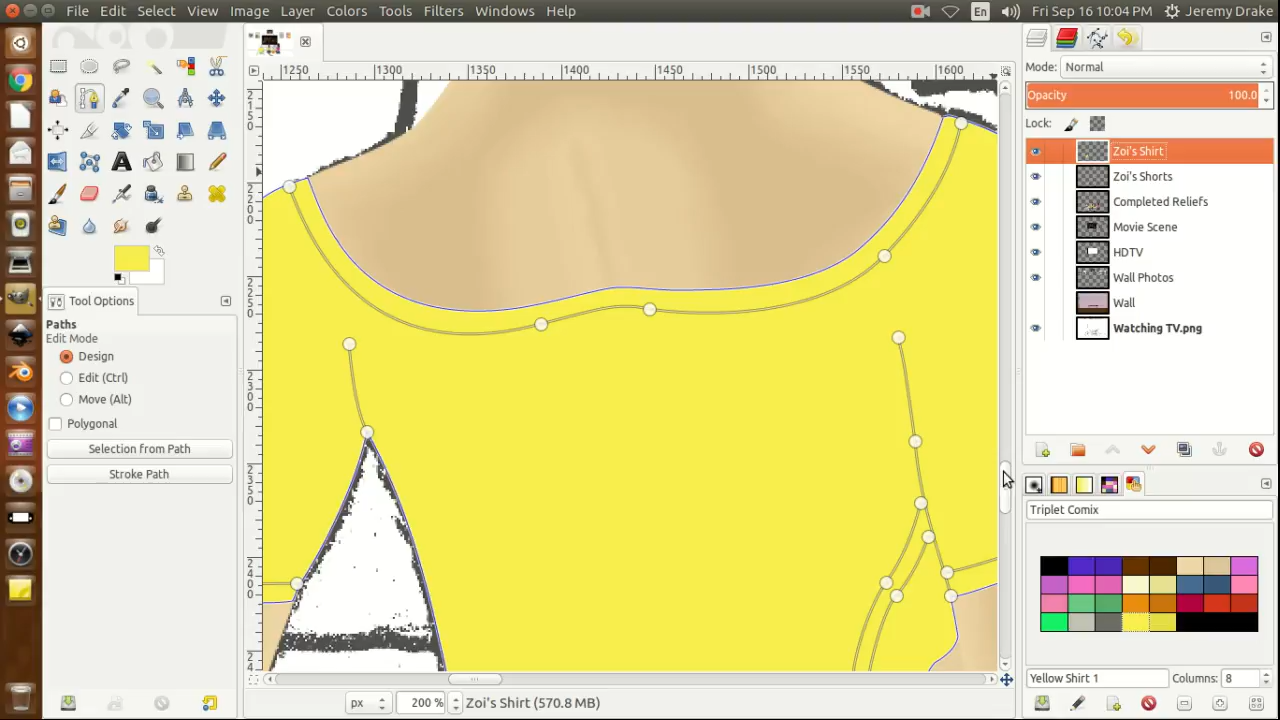 File Edit Select View Image Layer Colors Tools Filters Windows Help En Fri Sep 16 10:04 PM Jeremy Drake
Mode: Normal
1250 1300 1350 1400 1450 1500 1550 1600
Opacity 100.0
Lock:
Zoi's Shirt
Zoi's Shorts
Completed Reliefs
Movie Scene
HDTV
Wall Photos
Wall
Watching TV.png
Tool Options
Paths
Edit Mode
Design
Edit (Ctrl)
Move (Alt)
Polygonal
Selection from Path
Stroke Path
Triplet Comix
Yellow Shirt 1 Columns: 8
px 200 % Zoi's Shirt (570.8 MB)